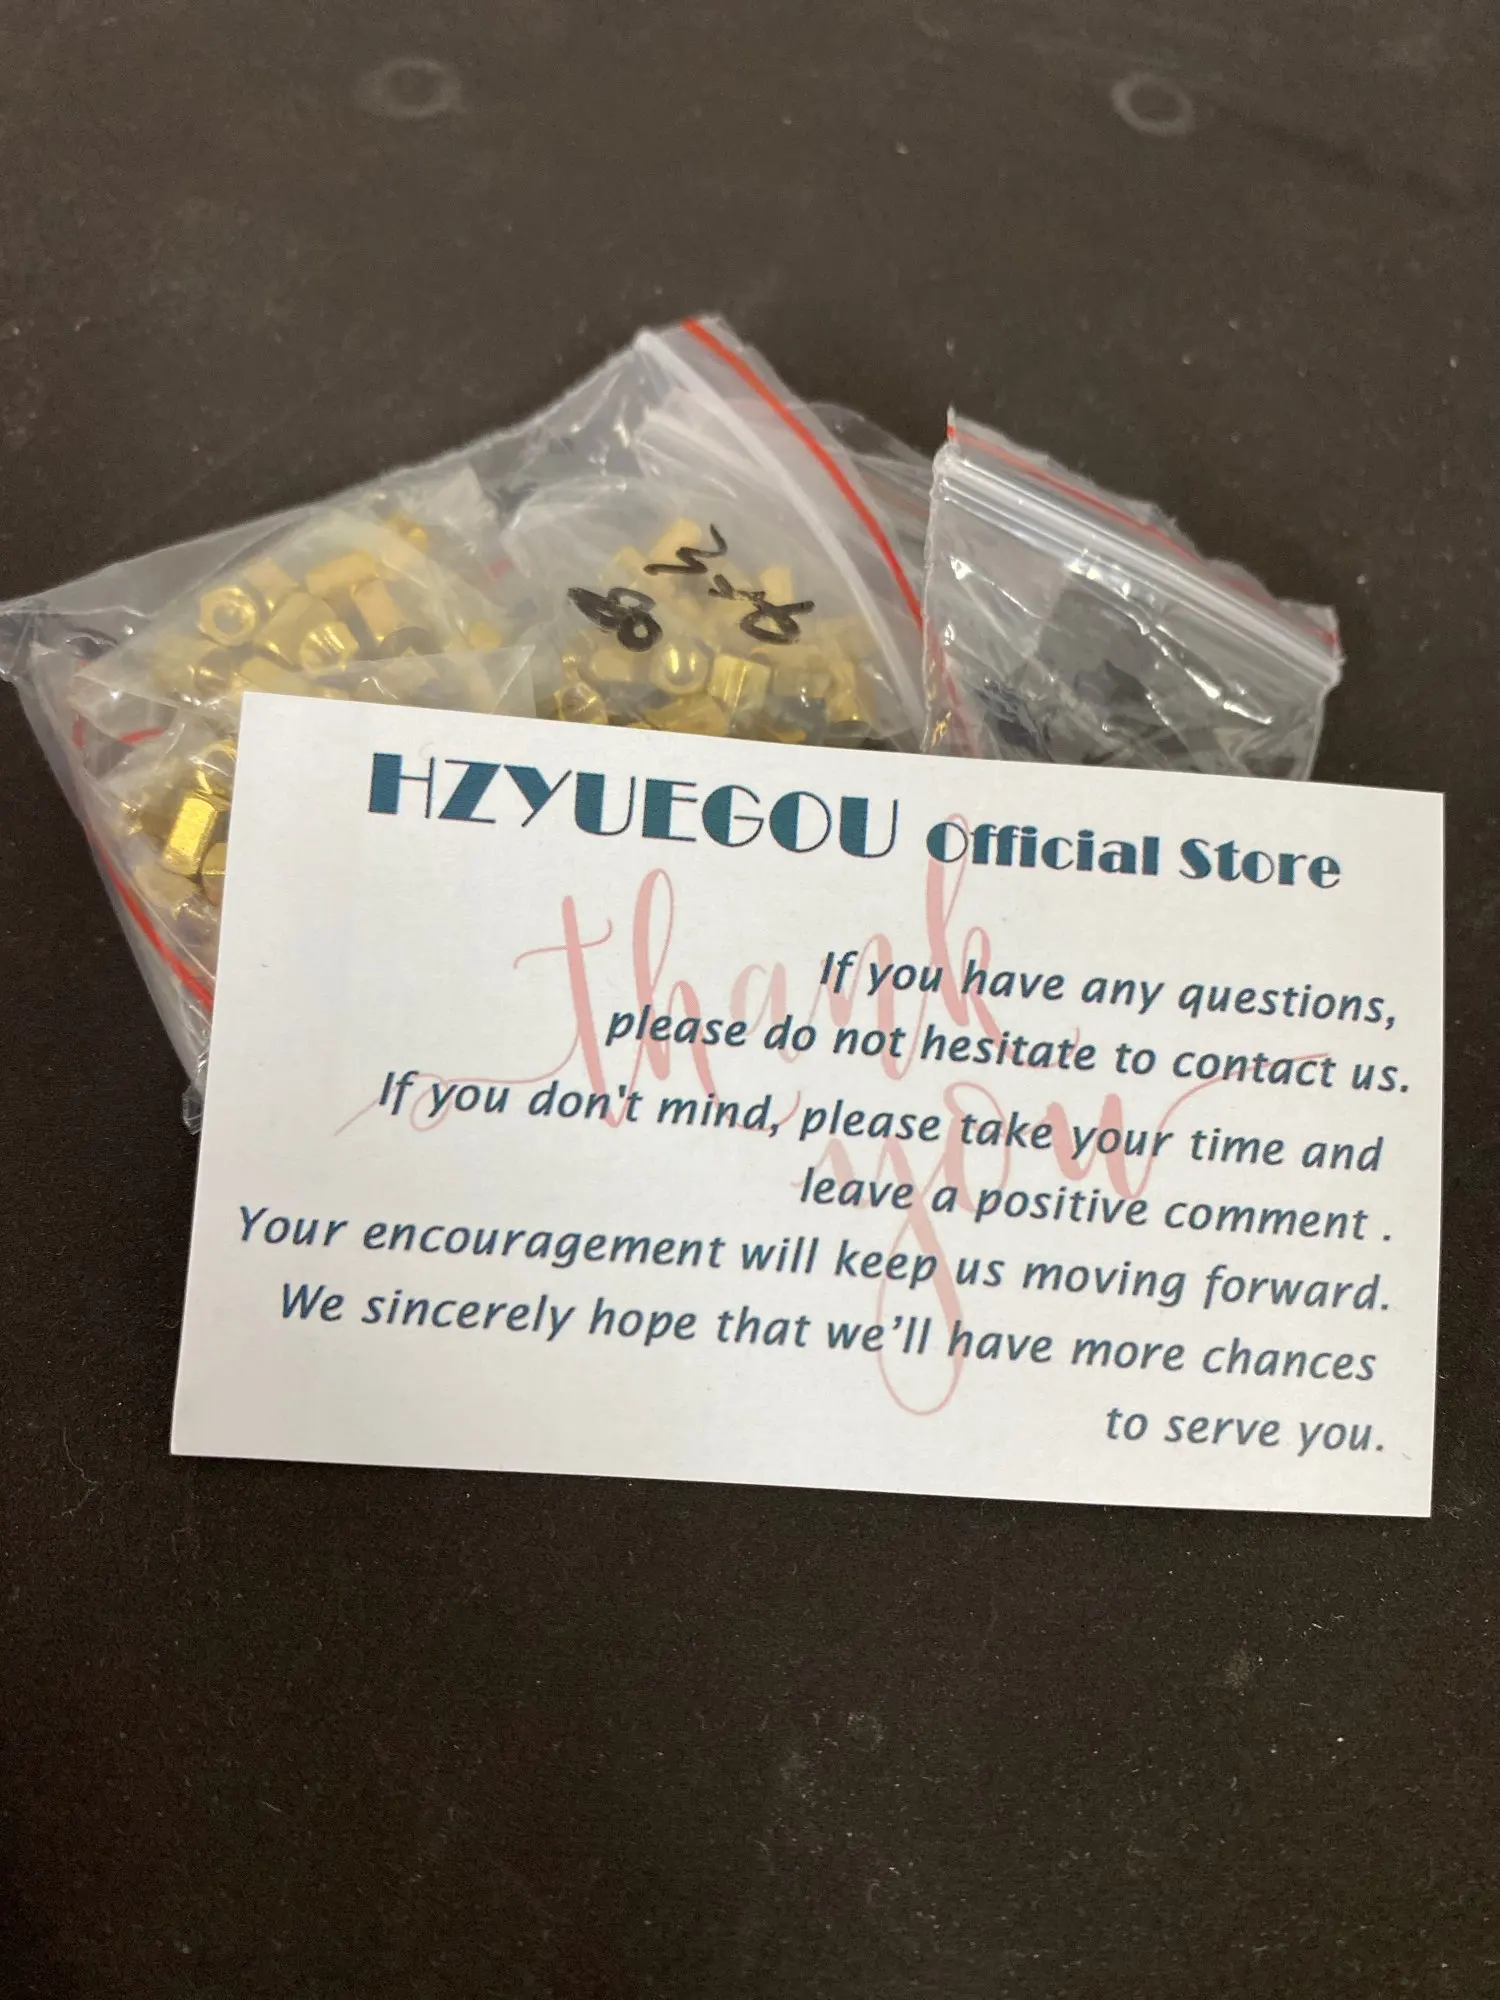 HZYUEGOU Official Store
thank you
If you have any questions,
please do not hesitate to contact us.
If you don't mind, please take your time and
leave a positive comment .
Your encouragement will keep us moving forward.
We sincerely hope that we’ll have more chances
to serve you.